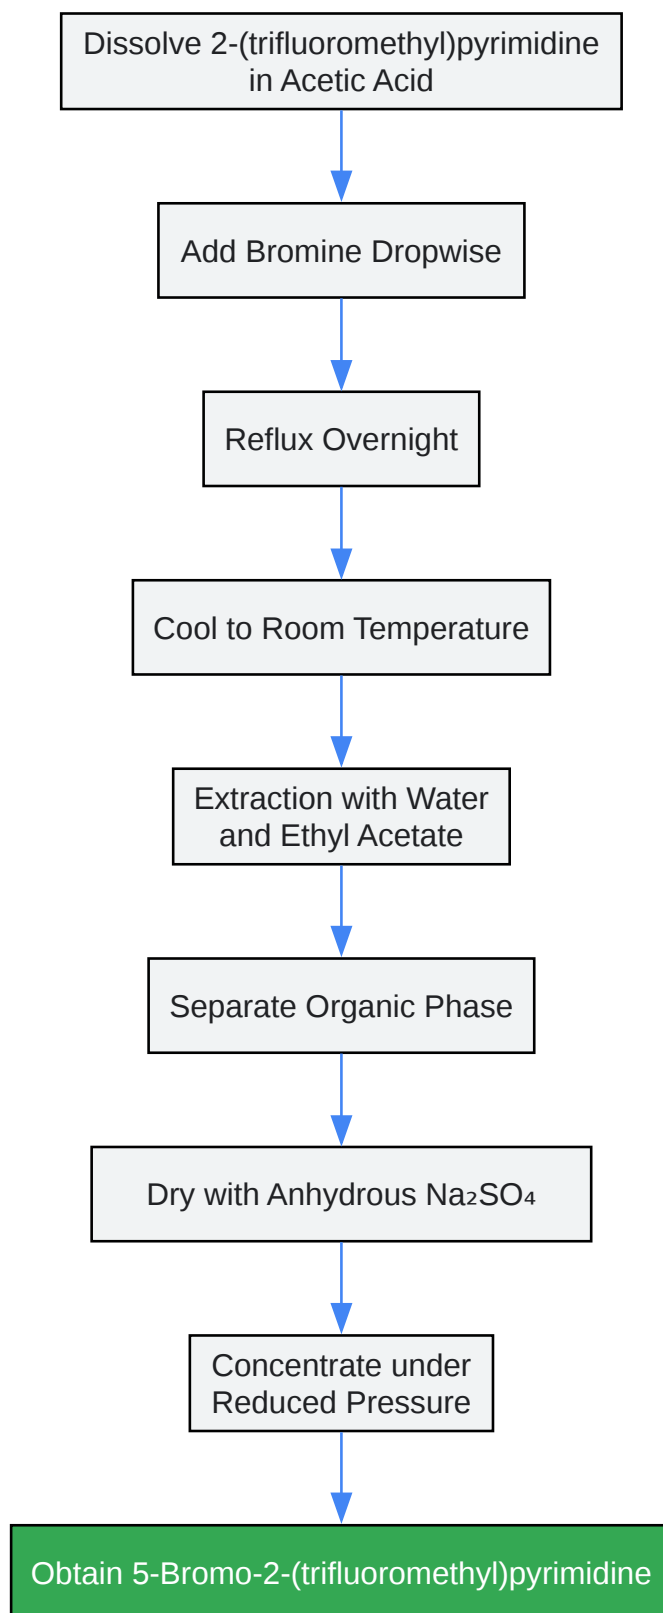 Dissolve 2-(trifluoromethyl)pyrimidine
in Acetic Acid
Add Bromine Dropwise
Reflux Overnight
Cool to Room Temperature
Extraction with Water
and Ethyl Acetate
Separate Organic Phase
Dry with Anhydrous Na₂SO₄
Concentrate under
Reduced Pressure
Obtain 5-Bromo-2-(trifluoromethyl)pyrimidine